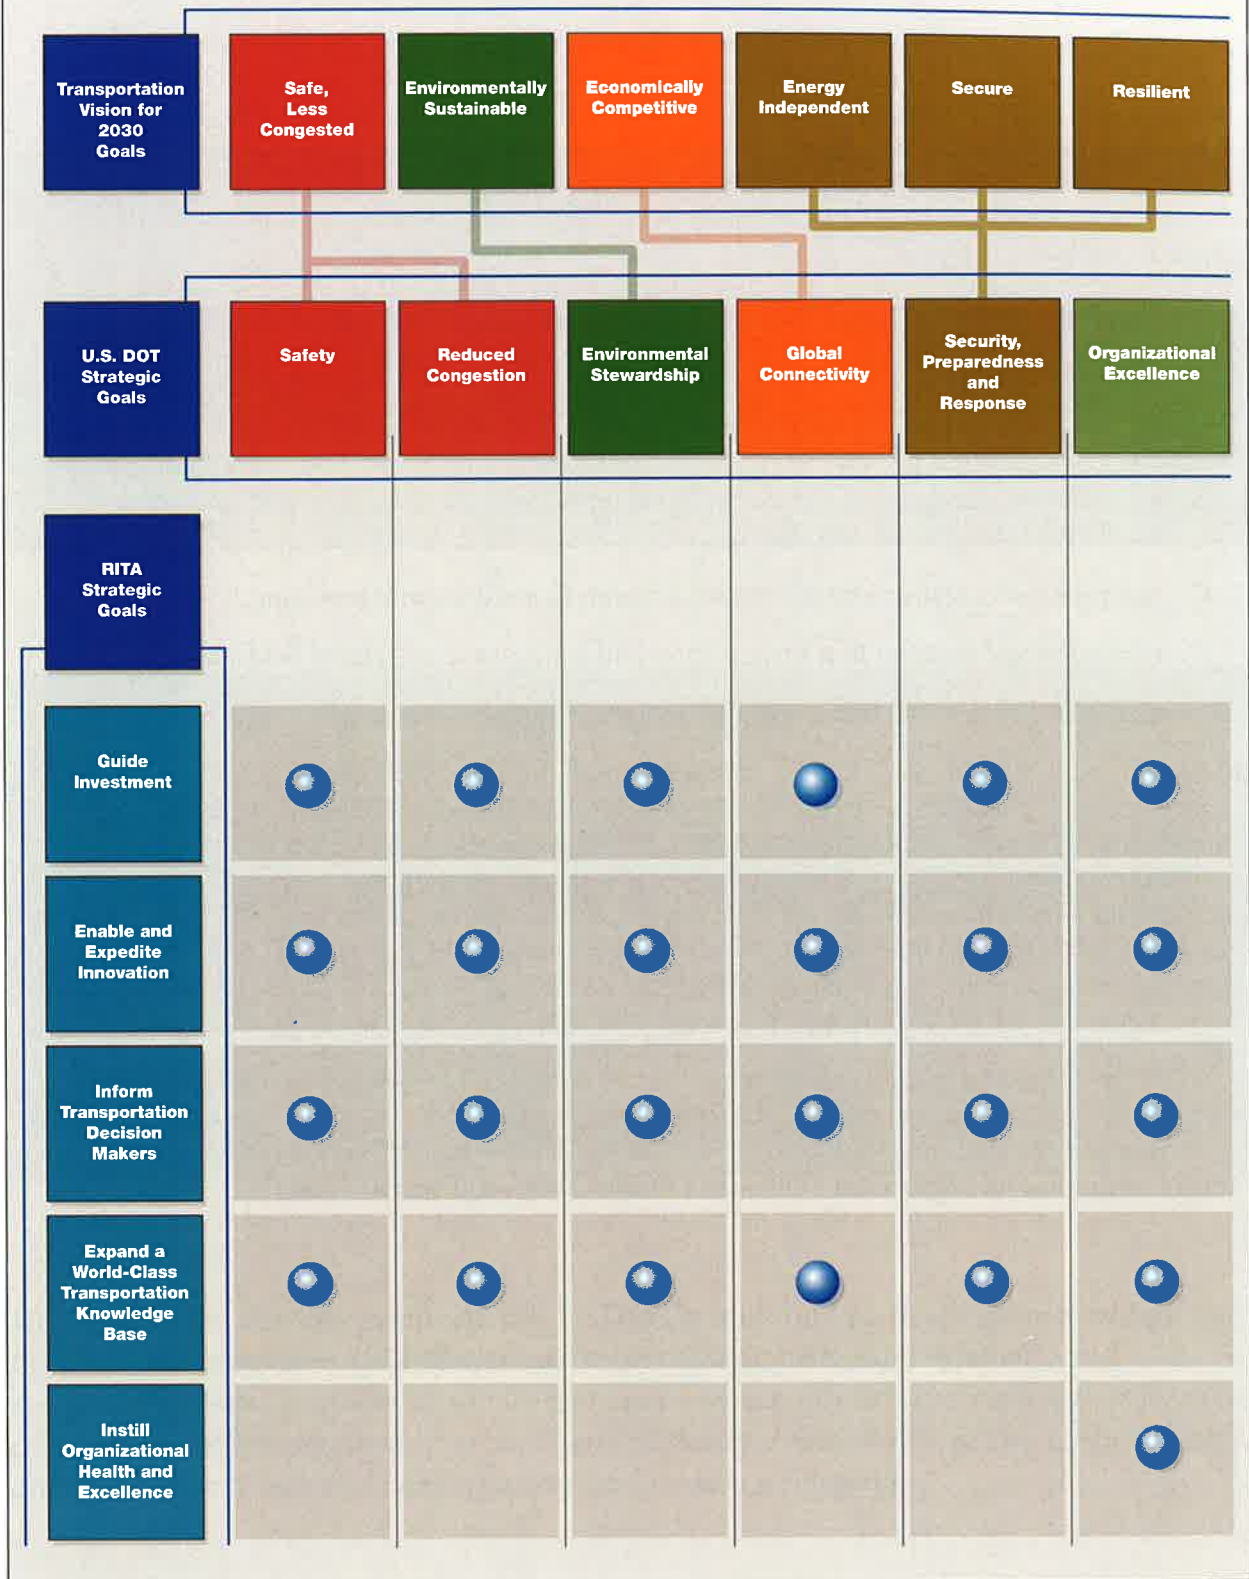 Transportation
Vision for
2030
Goals
Safe,
Less
Congested
Environmentally
Sustainable
Economically
Competitive
Energy
Independent
Secure
Resilient
U.S. DOT
Strategic
Goals
Safety
Reduced
Congestion
Environmental
Stewardship
Global
Connectivity
Security,
Preparedness
and
Response
Organizational
Excellence
RITA
Strategic
Goals
Guide
Investment
Enable and
Expedite
Innovation
Inform
Transportation
Decision
Makers
Expand a
World-Class
Transportation
Knowledge
Base
Instill
Organizational
Health and
Excellence